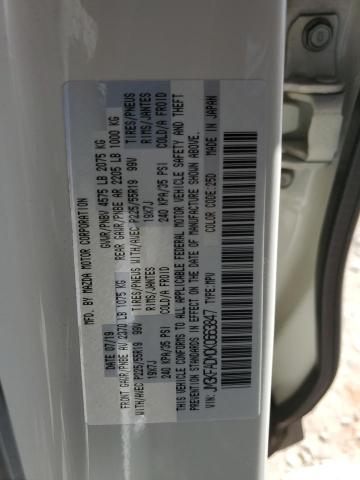 MFD. BY MAZDA MOTOR CORPORATION
DATE 07/19 GVWR/PNBV 4575 LB 2075 KG
FRONT GAWR/PNBE AV 2370 LB 1075 KG REAR GAWR/PNBE AR 2205 LB 1000 KG
WITH/AVEC P225/55R19 99V TIRES/PNEUS WITH/AVEC P225/55R19 99V TIRES/PNEUS
19X7J RIMS/JANTES 19X7J RIMS/JANTES
240 KPA/35 PSI COLD/A FROID 240 KPA/35 PSI COLD/A FROID
THIS VEHICLE CONFORMS TO ALL APPLICABLE FEDERAL MOTOR VEHICLE SAFETY AND THEFT
PREVENTION STANDARDS IN EFFECT ON THE DATE OF MANUFACTURE SHOWN ABOVE.
VIN: TYPE: MPV COLOR CODE: 25D MADE IN JAPAN